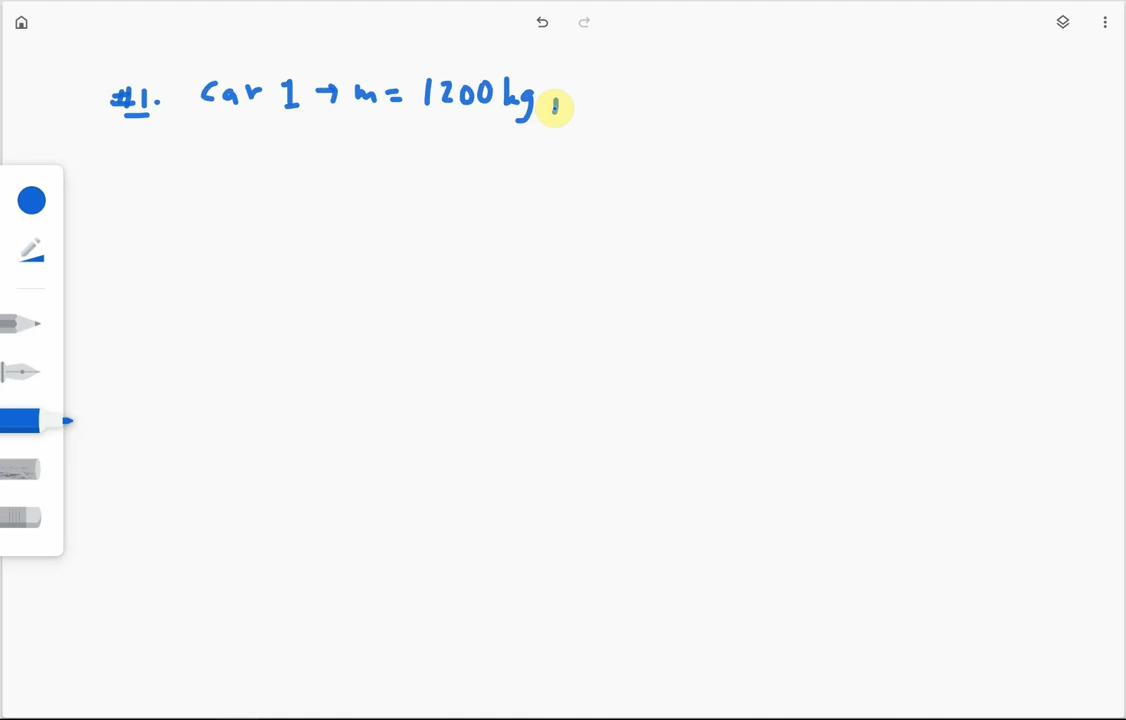 #1. Car 1 → m = 1200 kg,